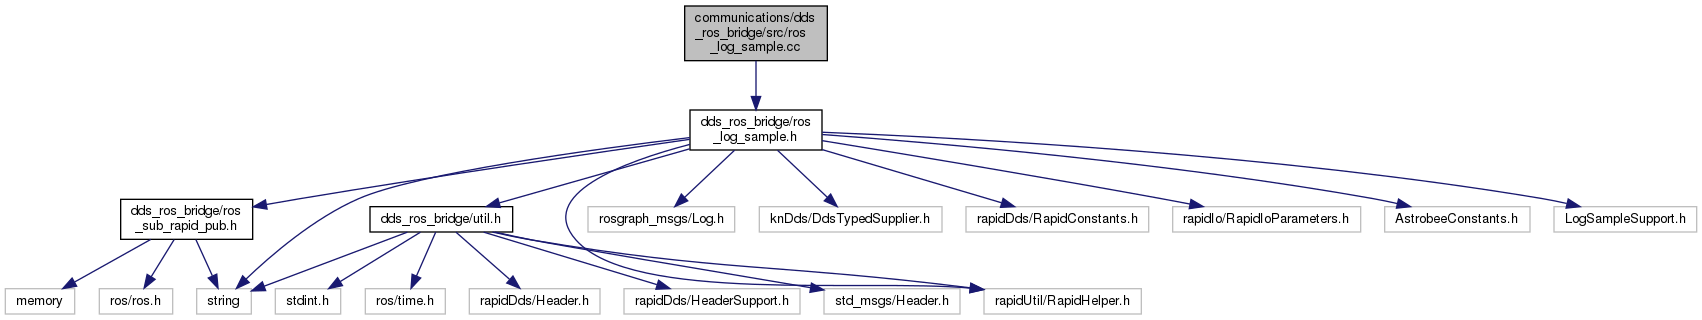 communications/dds
_ros_bridge/src/ros
_log_sample.cc
dds_ros_bridge/ros
_log_sample.h
dds_ros_bridge/ros
_sub_rapid_pub.h
dds_ros_bridge/util.h
rosgraph_msgs/Log.h
knDds/DdsTypedSupplier.h
rapidDds/RapidConstants.h
rapidIo/RapidIoParameters.h
AstrobeeConstants.h
LogSampleSupport.h
memory
ros/ros.h
string
stdint.h
ros/time.h
rapidDds/Header.h
rapidDds/HeaderSupport.h
std_msgs/Header.h
rapidUtil/RapidHelper.h